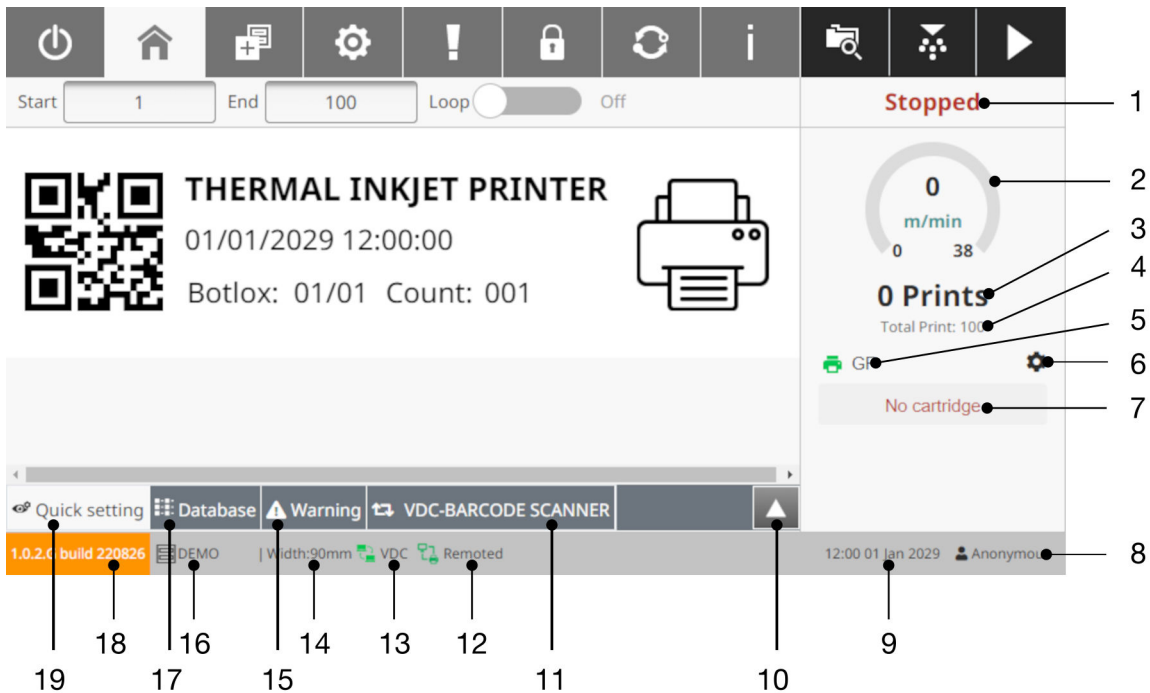 Start 1 End 100 Loop Off
Stopped 1
THERMAL INKJET PRINTER
01/01/2029 12:00:00
Botlox: 01/01 Count: 001
0 2
m/min
0 38 3
0 Prints 4
Total Print: 100 5
GP 6
No cartridge 7
Quick setting Database Warning VDC-BARCODE SCANNER
1.0.2.0 build 220826 DEMO | Width:90mm VDC Remoted 12:00 01 Jan 2029 Anonymous 8
18 16 14 13 12 9
19 17 15 11 10